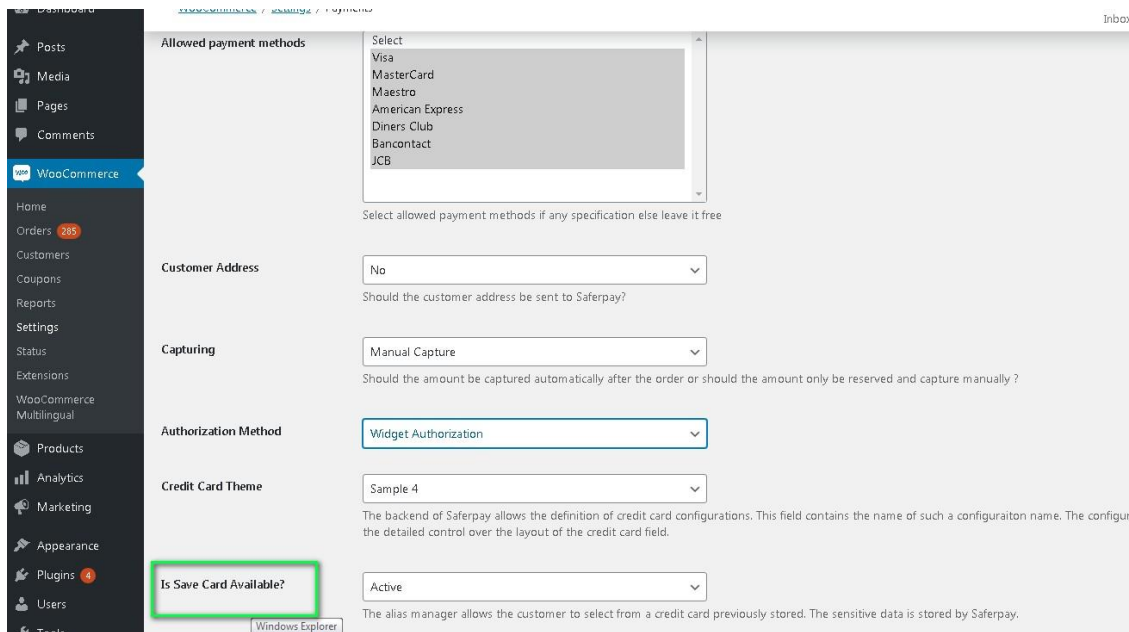 Dashboard
WooCommerce / Settings / Payments
Inbox
Posts
Media
Pages
Comments
WooCommerce
Home
Orders 285
Customers
Coupons
Reports
Settings
Status
Extensions
WooCommerce
Multilingual
Products
Analytics
Marketing
Appearance
Plugins 4
Users
Tools
Allowed payment methods
Select
Visa
MasterCard
Maestro
American Express
Diners Club
Bancontact
JCB
Select allowed payment methods if any specification else leave it free
Customer Address
No
Should the customer address be sent to Saferpay?
Capturing
Manual Capture
Should the amount be captured automatically after the order or should the amount only be reserved and capture manually ?
Authorization Method
Widget Authorization
Credit Card Theme
Sample 4
The backend of Saferpay allows the definition of credit card configurations. This field contains the name of such a configuraiton name. The configur
the detailed control over the layout of the credit card field.
Is Save Card Available?
Active
The alias manager allows the customer to select from a credit card previously stored. The sensitive data is stored by Saferpay.
Windows Explorer